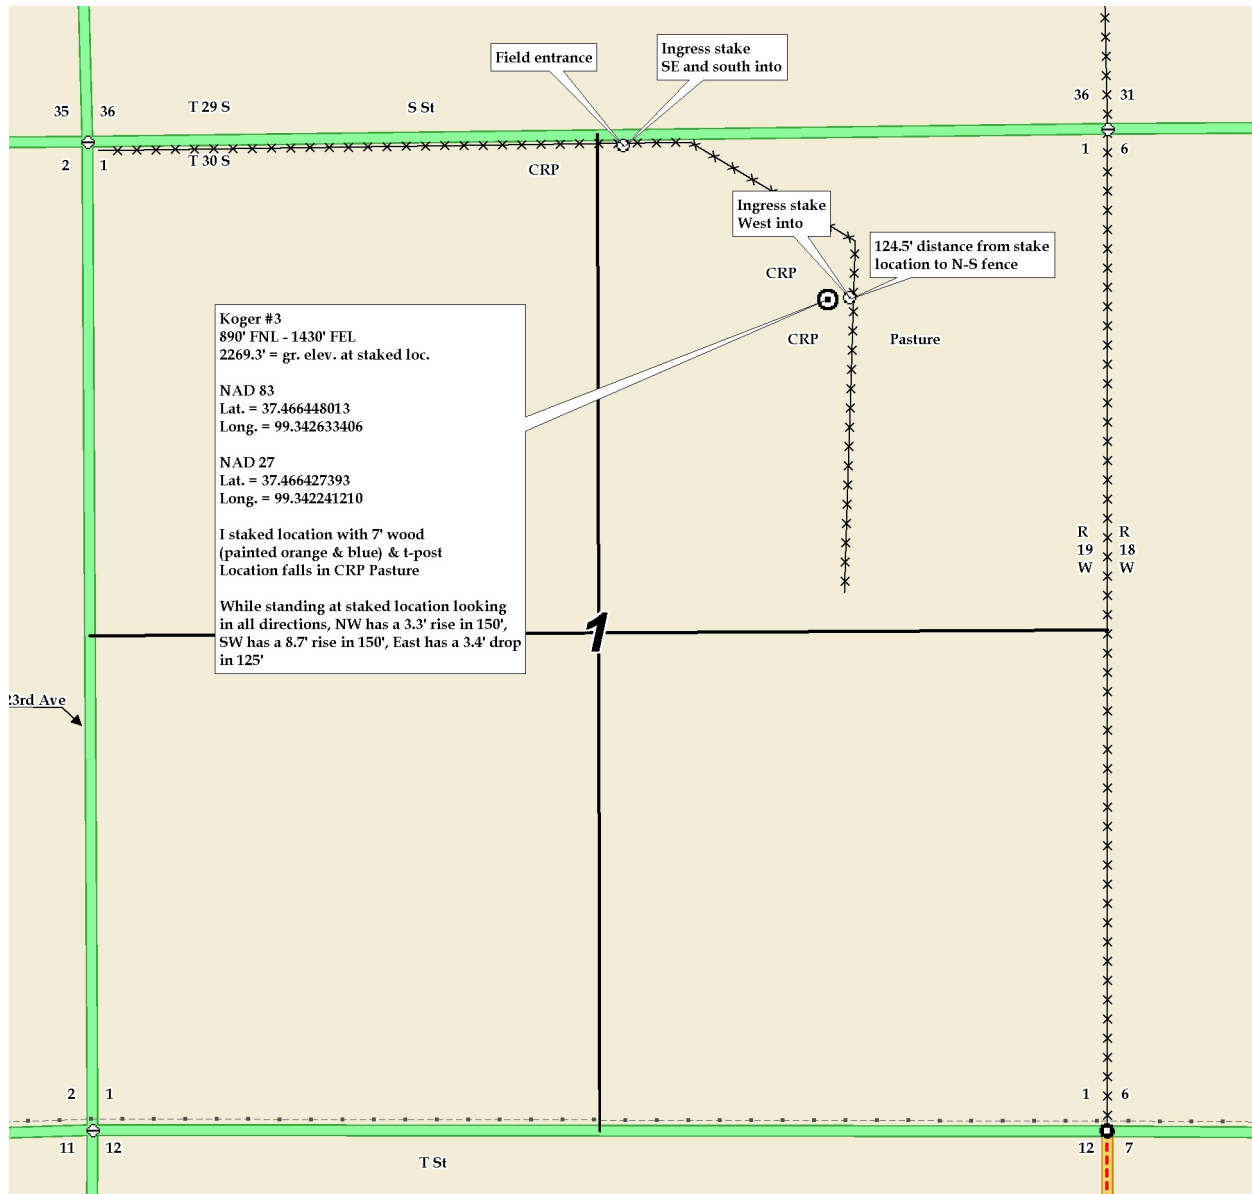 Field entrance
Ingress stake
SE and south into
35
36
T 29 S
S St
36
31
2
1
T 30 S
CRP
1
6
Ingress stake
West into
124.5' distance from stake
location to N-S fence
CRP
CRP
Pasture
Koger #3
890' FNL - 1430' FEL
2269.3' = gr. elev. at staked loc.
NAD 83
Lat. = 37.466448013
Long. = 99.342633406
NAD 27
Lat. = 37.466427393
Long. = 99.342241210
I staked location with 7' wood
(painted orange & blue) & t-post
Location falls in CRP Pasture
While standing at staked location looking
in all directions, NW has a 3.3' rise in 150',
SW has a 8.7' rise in 150', East has a 3.4' drop
in 125'
R
19
W
R
18
W
1
23rd Ave
2
1
1
6
11
12
T St
12
7